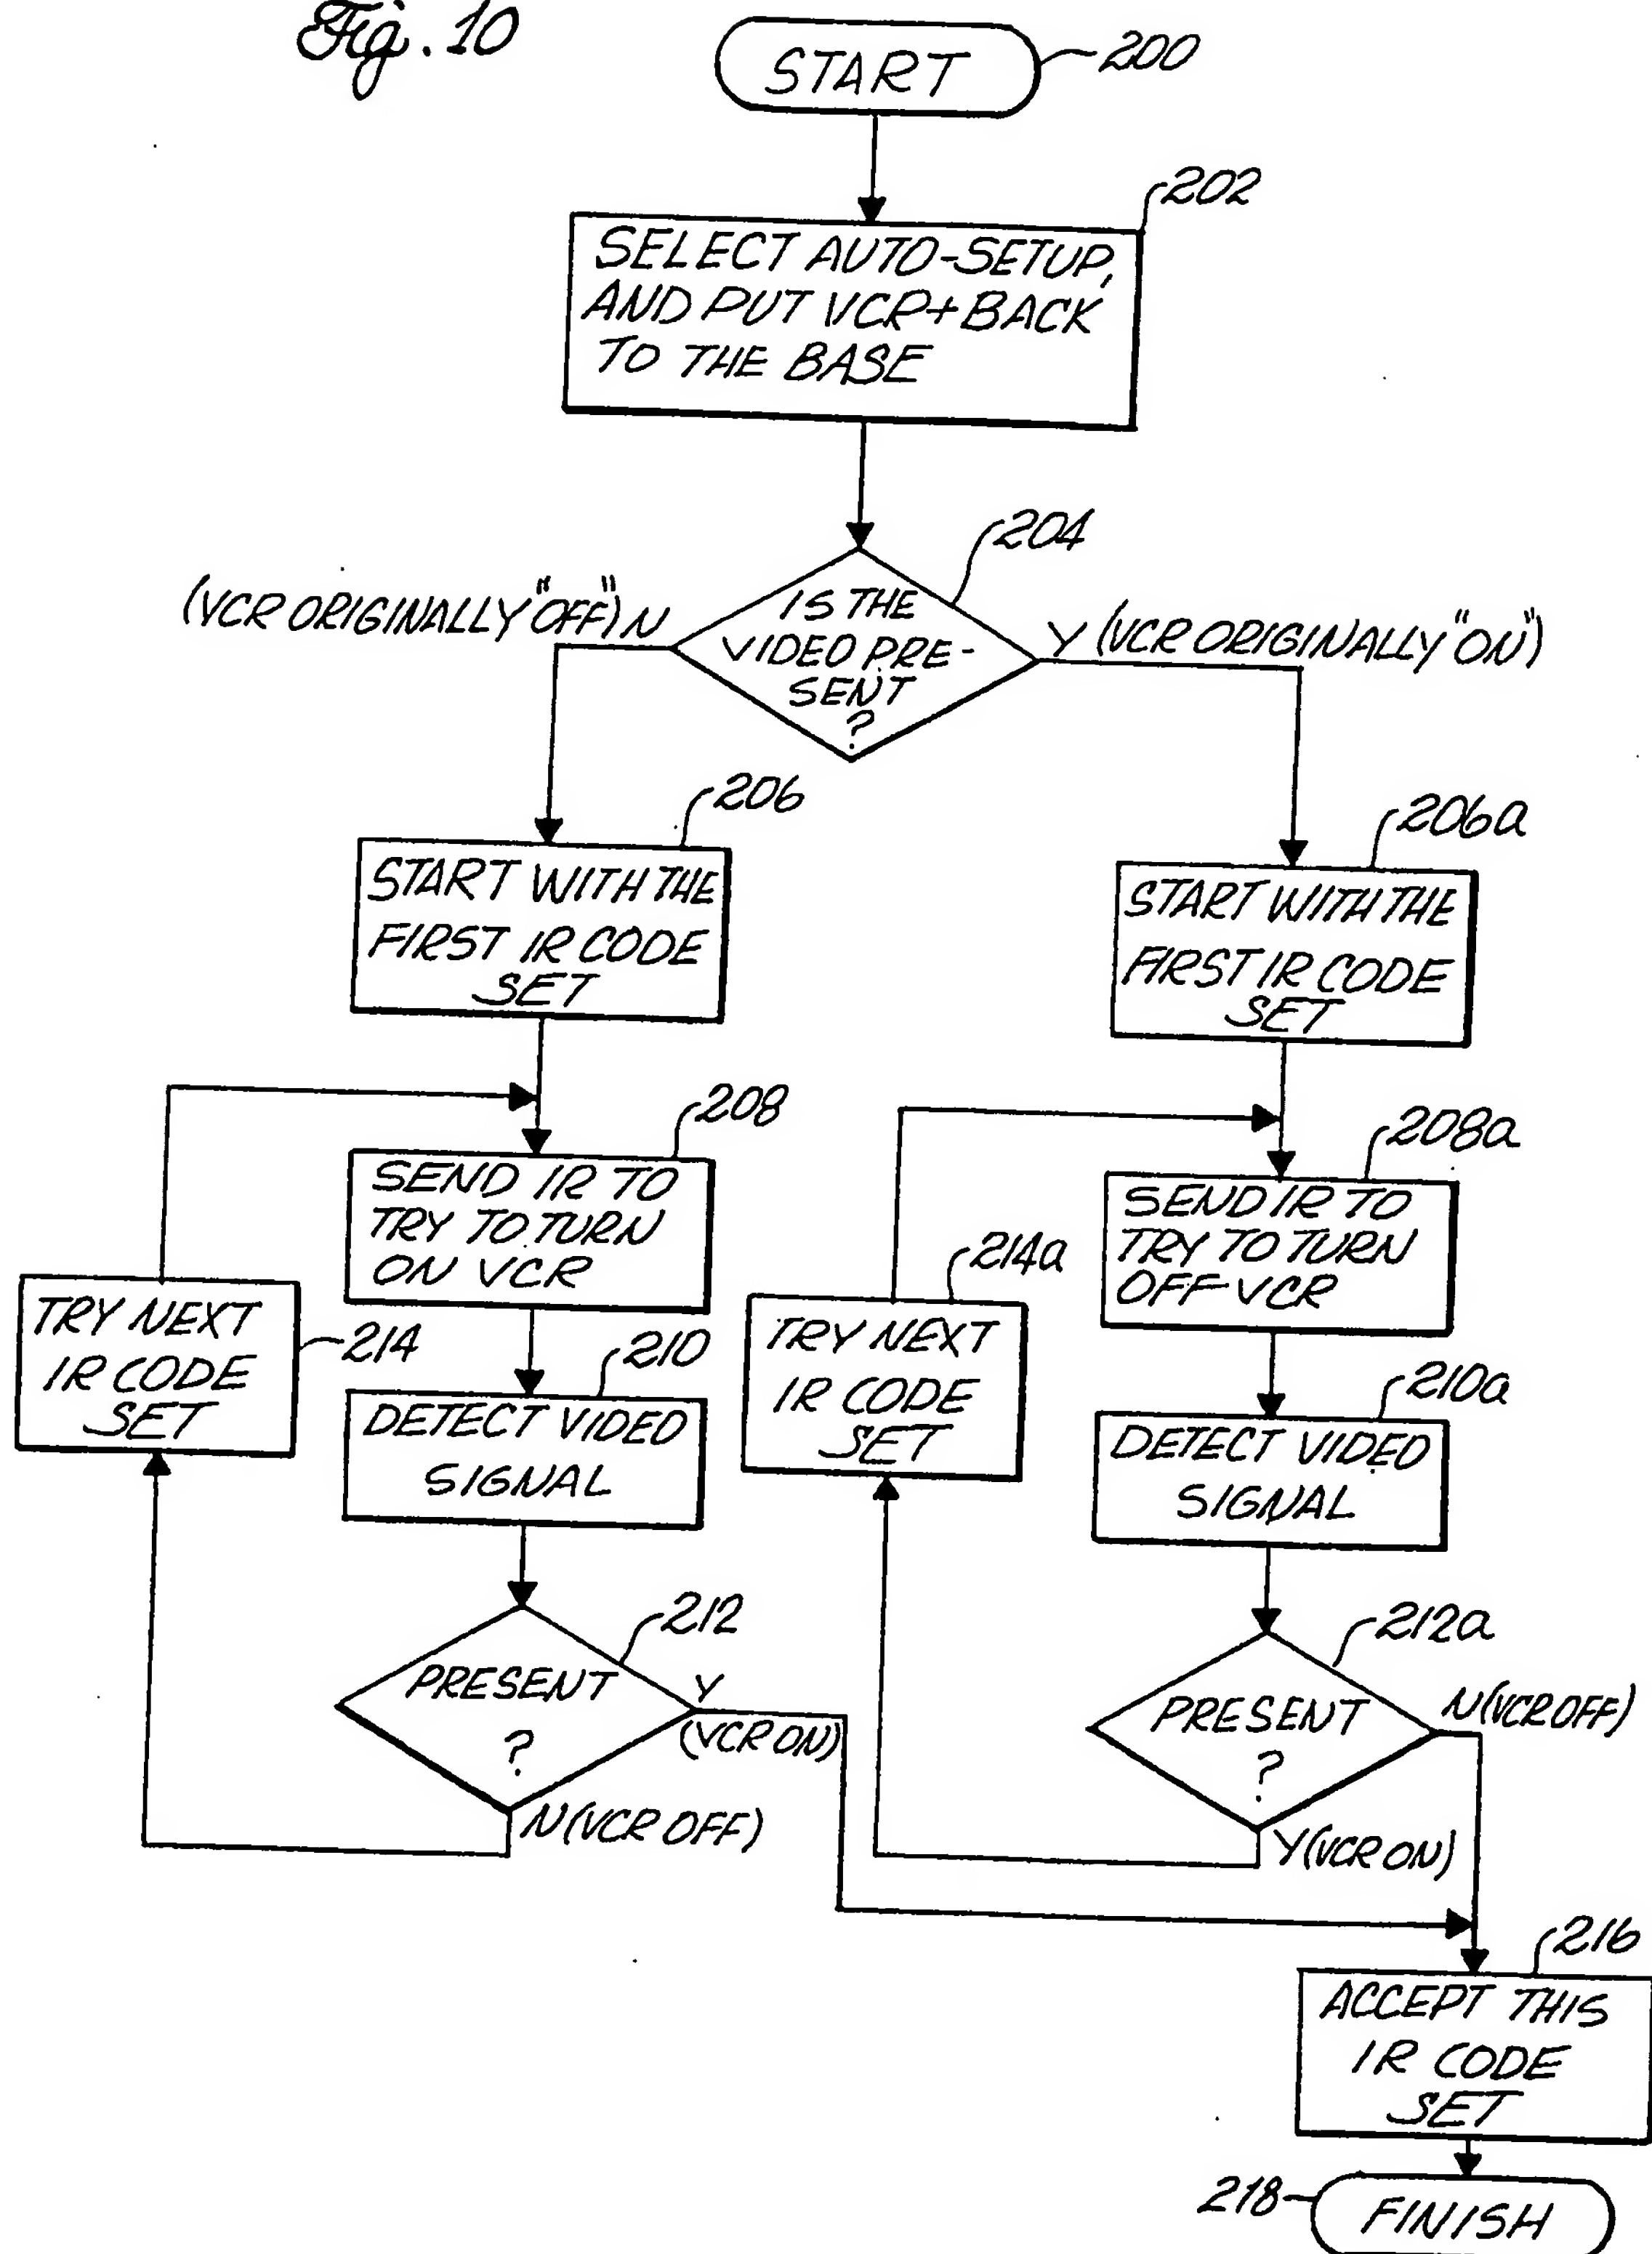 Fig. 10
START
200
202
SELECT AUTO-SETUP,
AND PUT VCR+BACK
TO THE BASE
204
(VCR ORIGINALLY "OFF") N
IS THE
VIDEO PRE-
SENT
?
Y (VCR ORIGINALLY "ON")
206
START WITH THE
FIRST IR CODE
SET
206a
START WITH THE
FIRST IR CODE
SET
208
SEND IR TO
TRY TO TURN
ON VCR
208a
SEND IR TO
TRY TO TURN
OFF VCR
TRY NEXT
IR CODE
SET
214
214a
TRY NEXT
IR CODE
SET
210
DETECT VIDEO
SIGNAL
210a
DETECT VIDEO
SIGNAL
212
PRESENT
?
Y
(VCR ON)
N(VCR OFF)
212a
PRESENT
?
N(VCR OFF)
Y(VCR ON)
216
ACCEPT THIS
IR CODE
SET
218
FINISH